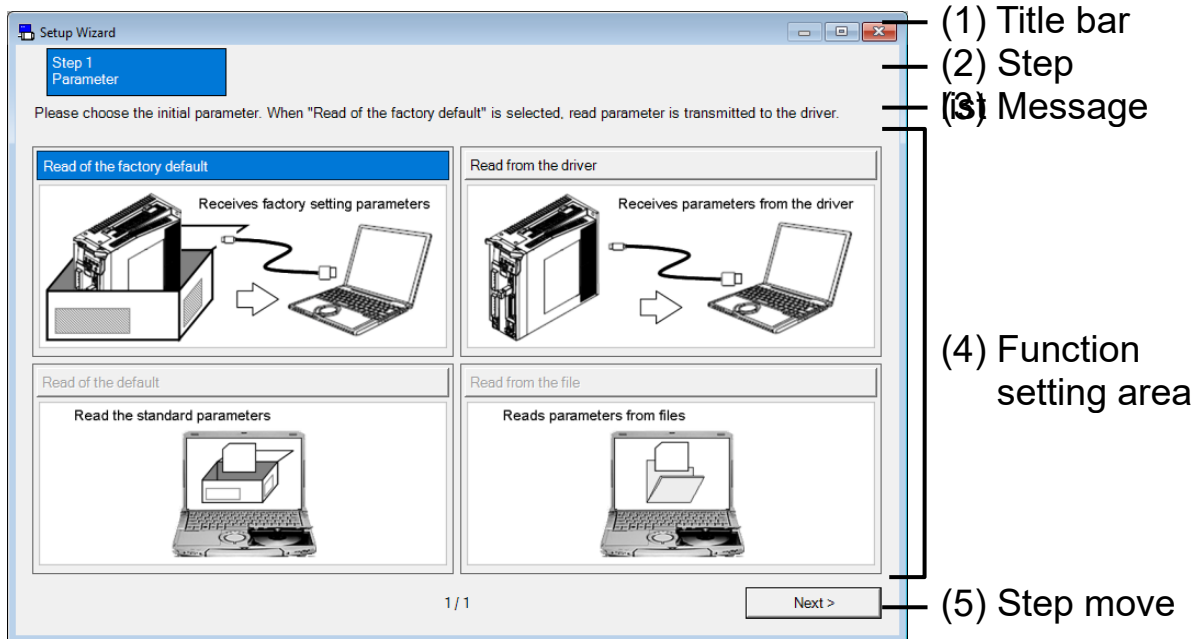 Setup Wizard
(1) Title bar
Step 1
Parameter
(2) Step
list
(3) Message
Please choose the initial parameter. When "Read of the factory default" is selected, read parameter is transmitted to the driver.
Read of the factory default
Read from the driver
Receives factory setting parameters
Receives parameters from the driver
(4) Function
setting area
Read of the default
Read from the file
Read the standard parameters
Reads parameters from files
1 / 1
Next >
(5) Step move